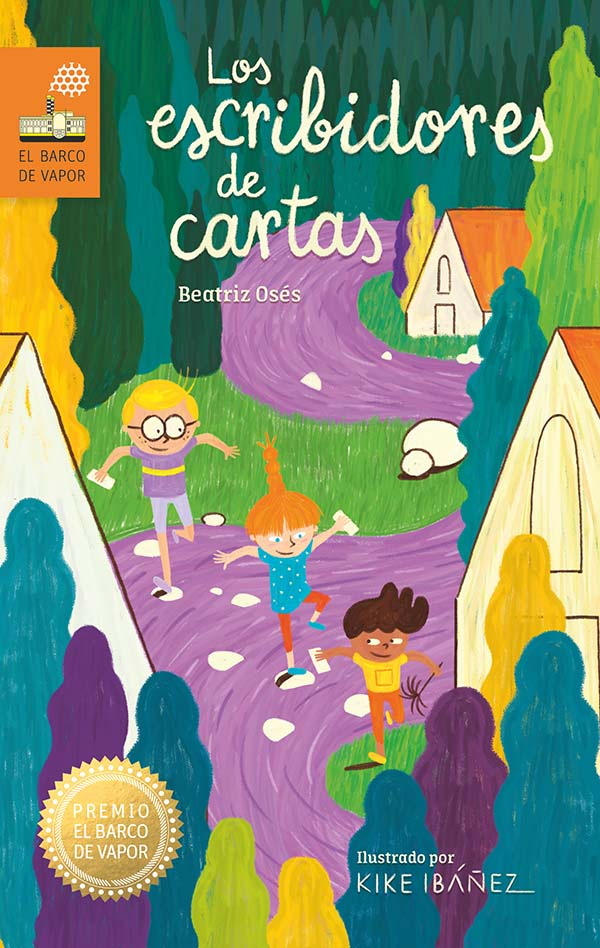 EL BARCO
DE VAPOR
Los
escribidores
de
cartas
Beatriz Osés
PREMIO
EL BARCO
DE VAPOR
Ilustrado por
KIKE IBÁÑEZ